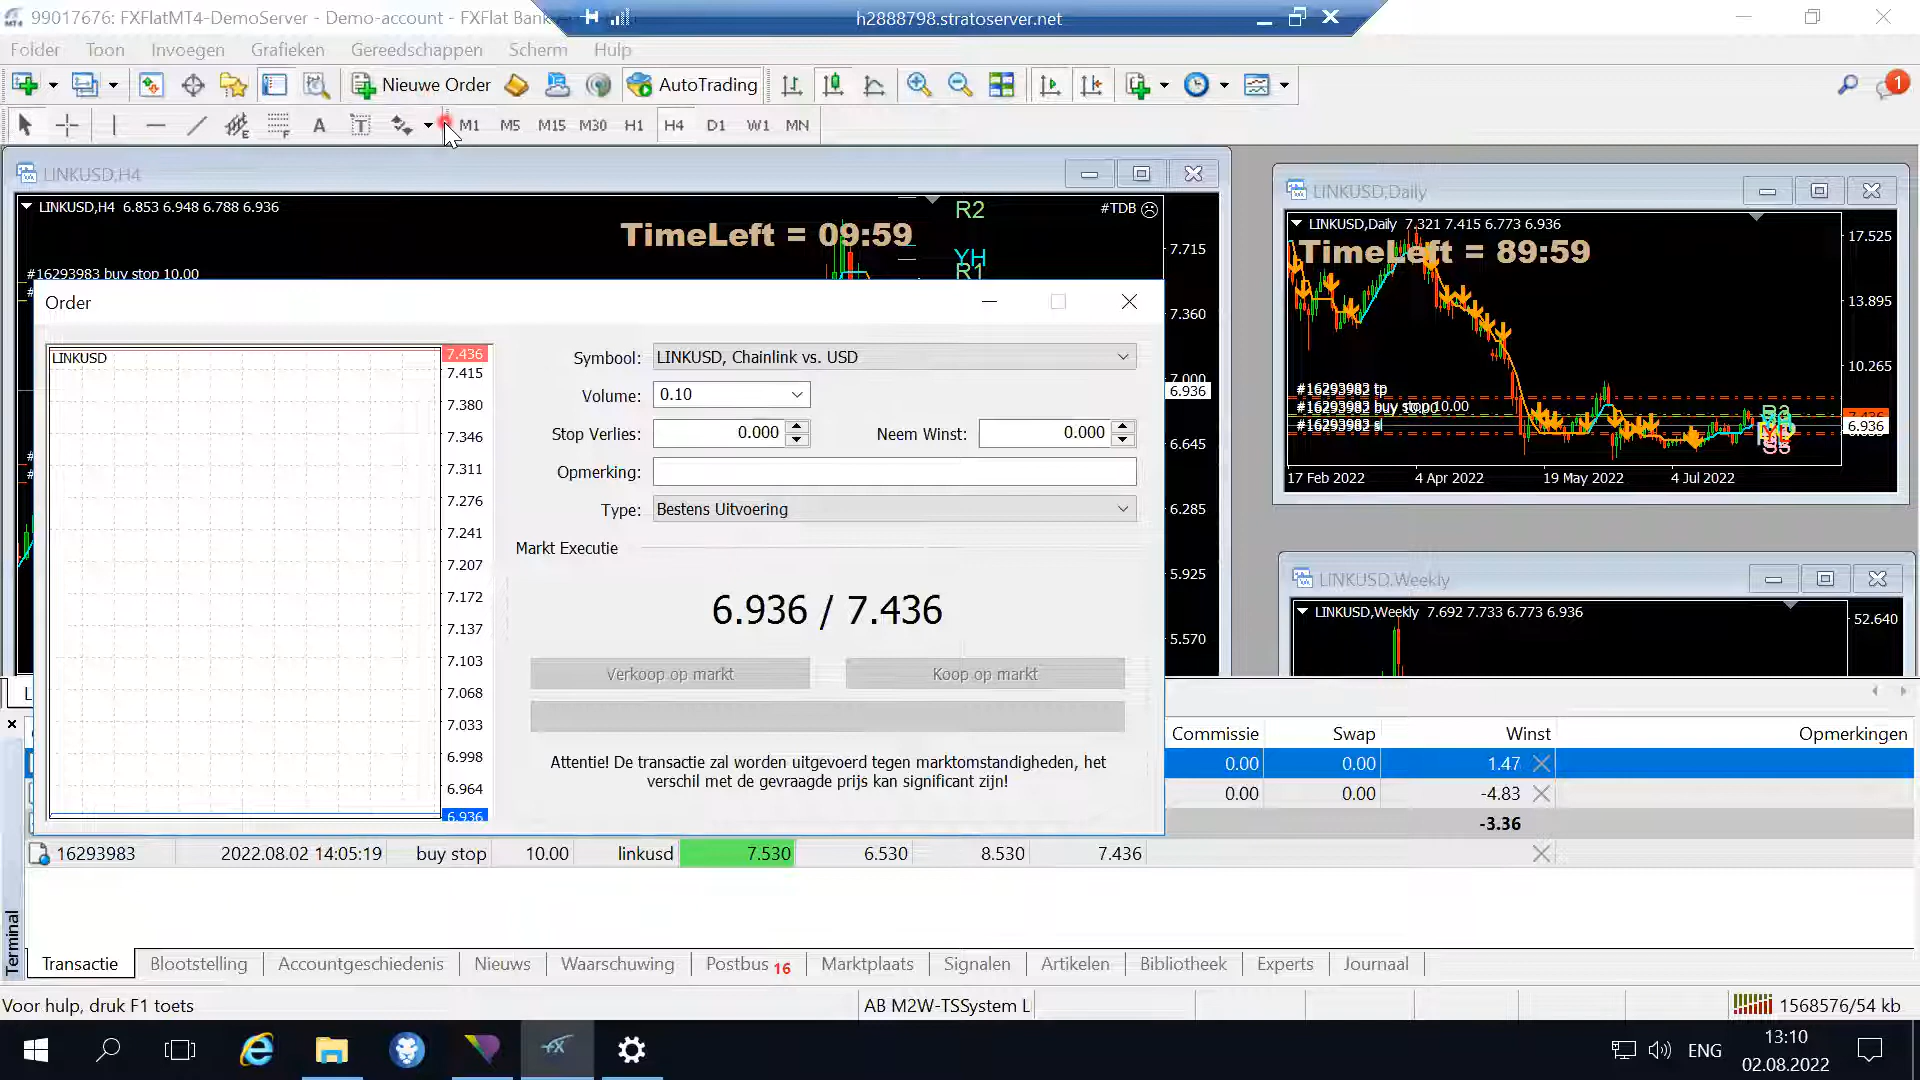 99017676: FXFlatMT4-DemoServer - Demo-account - FXFlat Bank
h2888798.stratoserver.net
Folder Toon Invoegen Grafieken Gereedschappen Scherm Hulp
Nieuwe Order AutoTrading 1
A T M1 M5 M15 M30 H1 H4 D1 W1 MN
LINKUSD,H4
LINKUSD,H4 6.853 6.948 6.788 6.936
TimeLeft = 09:59
R2
#TDB
YH
R1
#16293983 buy stop 10.00
7.715
7.360
7.000
6.936
6.645
6.285
5.925
5.570
Order
LINKUSD
7.436
7.415
7.380
7.346
7.311
7.276
7.241
7.207
7.172
7.137
7.103
7.068
7.033
6.998
6.964
6.936
Symbool: LINKUSD, Chainlink vs. USD
Volume: 0.10
Stop Verlies: 0.000 Neem Winst: 0.000
Opmerking:
Type: Bestens Uitvoering
Markt Executie
6.936 / 7.436
Verkoop op markt Koop op markt
Attentie! De transactie zal worden uitgevoerd tegen marktomstandigheden, het
verschil met de gevraagde prijs kan significant zijn!
LINKUSD,Daily
LINKUSD,Daily 7.321 7.415 6.773 6.936
TimeLeft = 89:59
#16293983 tp
#16293983 buy stop 10.00
#16293983 sl
17.525
13.895
10.265
7.436
6.936
17 Feb 2022 4 Apr 2022 19 May 2022 4 Jul 2022
LINKUSD,Weekly
LINKUSD,Weekly 7.692 7.733 6.773 6.936
52.640
Commissie Swap Winst Opmerkingen
0.00 0.00 1.47
0.00 0.00 -4.83
-3.36
16293983 2022.08.02 14:05:19 buy stop 10.00 linkusd 7.530 6.530 8.530 7.436
Terminal
Transactie Blootstelling Accountgeschiedenis Nieuws Waarschuwing Postbus 16 Marktplaats Signalen Artikelen Bibliotheek Experts Journaal
Voor hulp, druk F1 toets AB M2W-TSSystem L 1568576/54 kb
ENG
13:10
02.08.2022